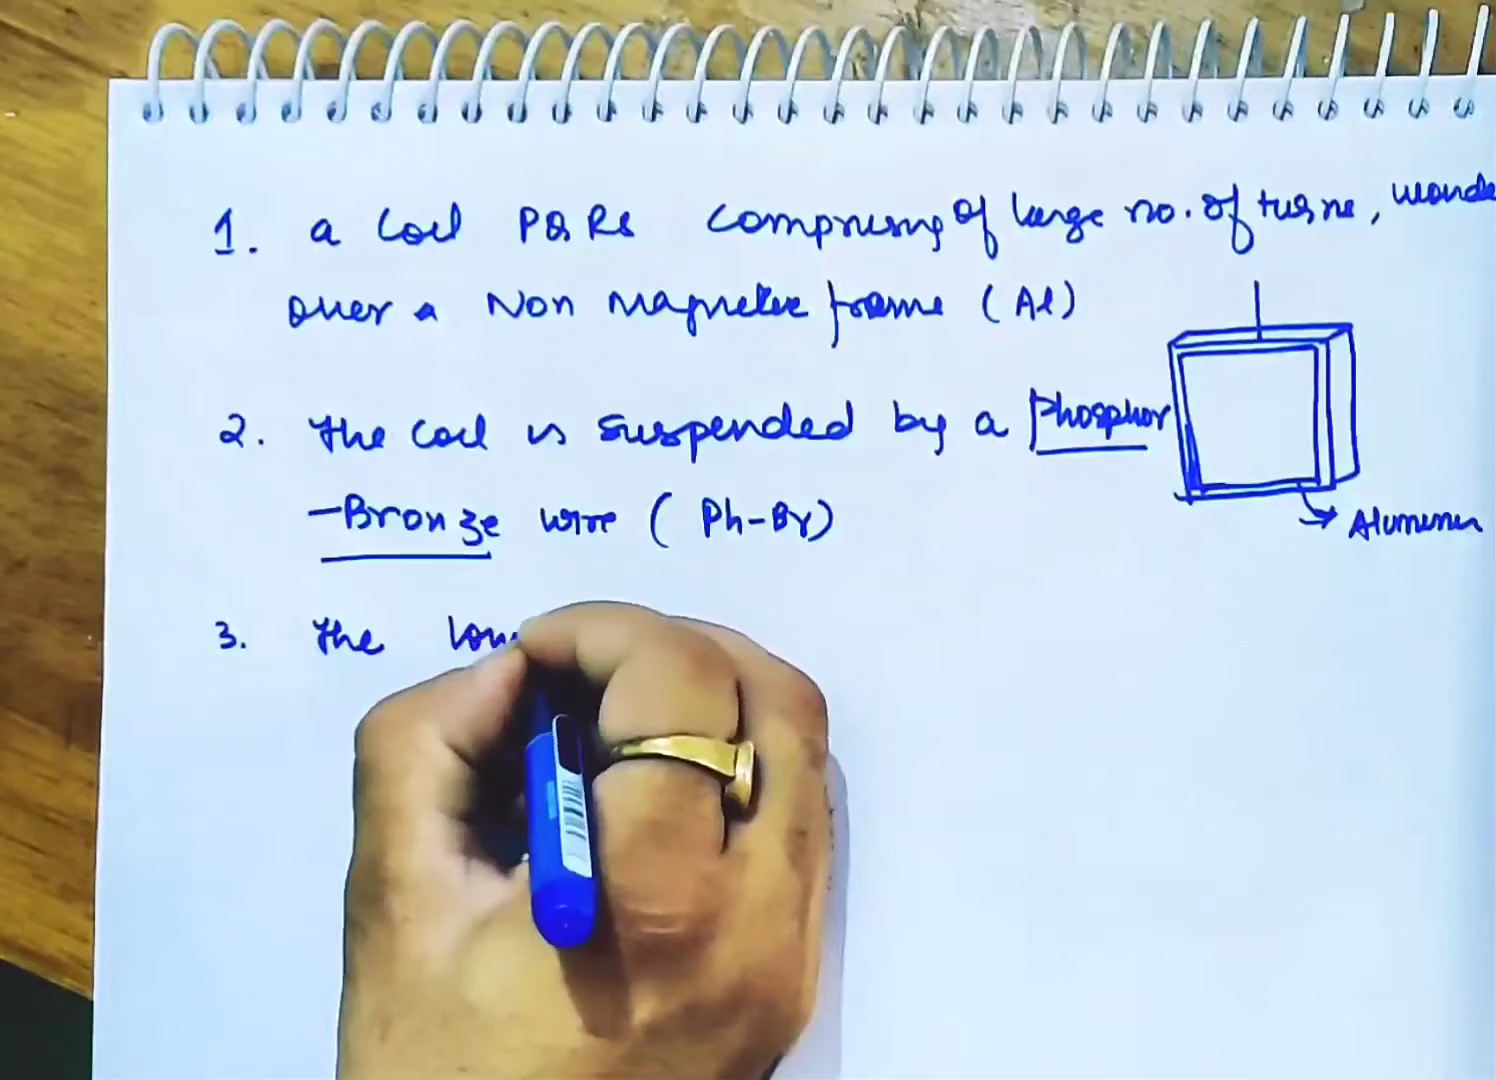 1. a coil PQRS comprising of large no. of turns, wounde
over a Non Magnetic frame (Al)
2. the coil is suspended by a Phosphor
-Bronze wire ( Ph-Br)
Aluminium
3. the